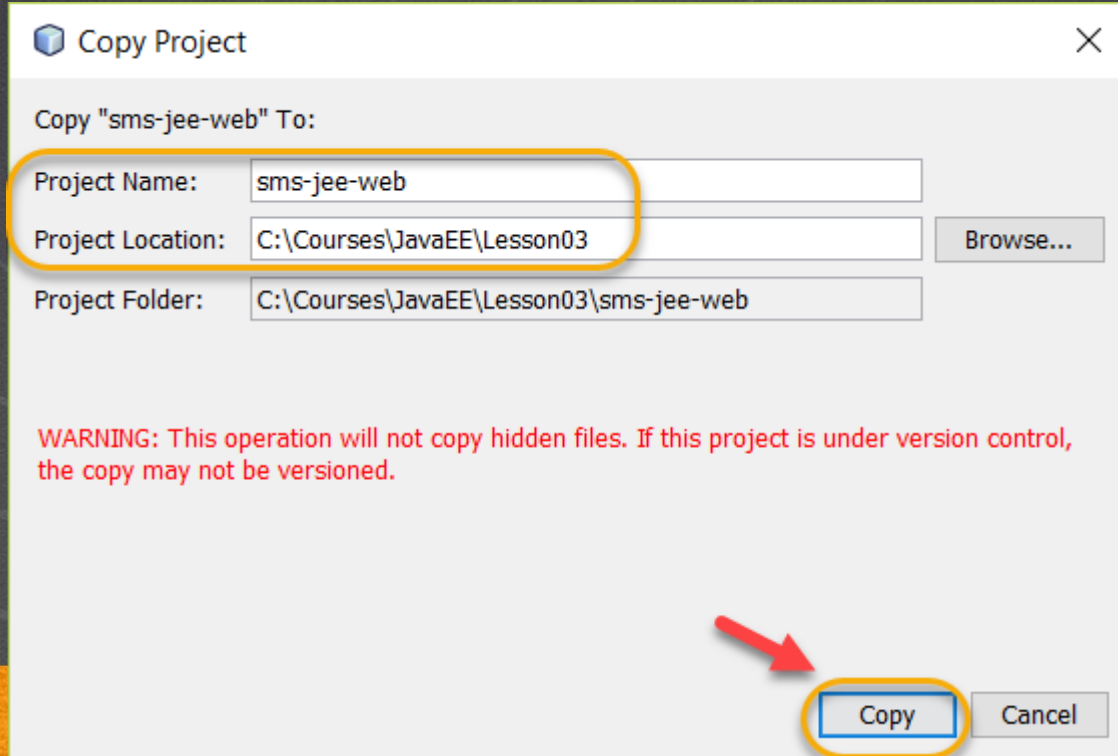 Copy Project
Copy "sms-jee-web" To:
Project Name: sms-jee-web
Project Location: C:\Courses\JavaEE\Lesson03 Browse...
Project Folder: C:\Courses\JavaEE\Lesson03\sms-jee-web
WARNING: This operation will not copy hidden files. If this project is under version control,
the copy may not be versioned.
Copy Cancel